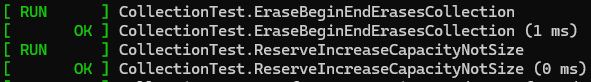 [ RUN      ] CollectionTest.EraseBeginEndErasesCollection
[       OK ] CollectionTest.EraseBeginEndErasesCollection (1 ms)
[ RUN      ] CollectionTest.ReserveIncreaseCapacityNotSize
[       OK ] CollectionTest.ReserveIncreaseCapacityNotSize (0 ms)